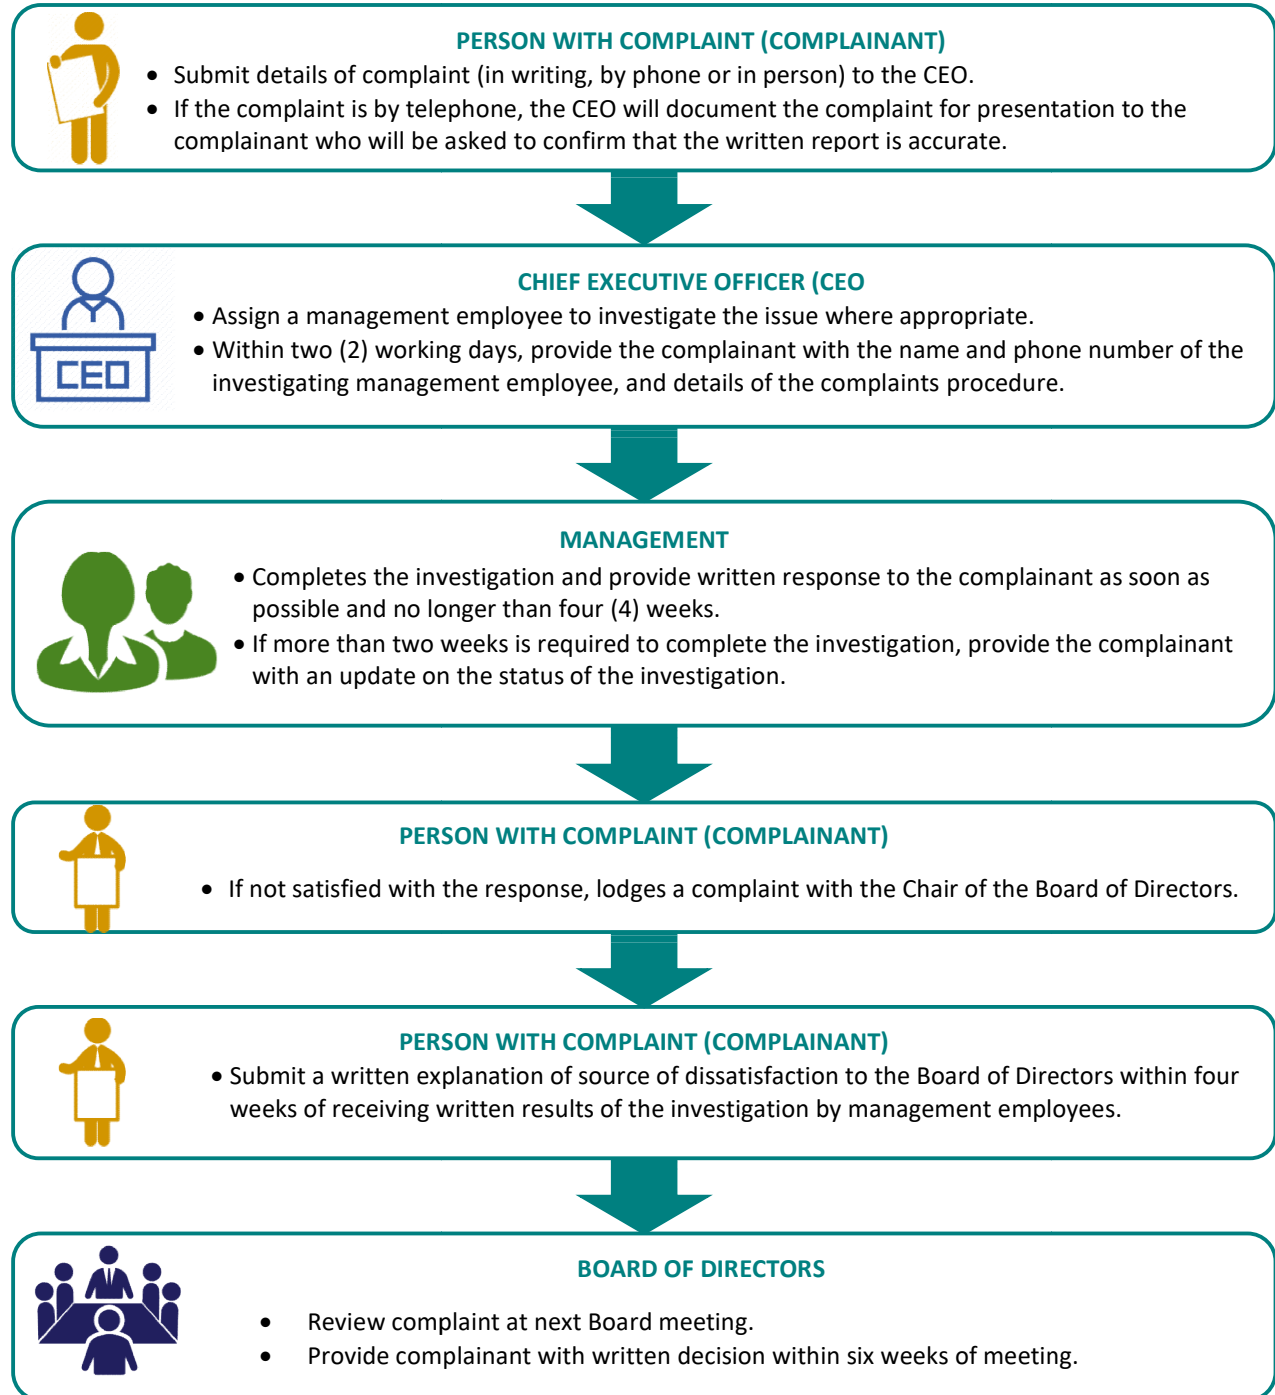 PERSON WITH COMPLAINT (COMPLAINANT)
• Submit details of complaint (in writing, by phone or in person) to the CEO.
• If the complaint is by telephone, the CEO will document the complaint for presentation to the
complainant who will be asked to confirm that the written report is accurate.
CHIEF EXECUTIVE OFFICER (CEO
• Assign a management employee to investigate the issue where appropriate.
• Within two (2) working days, provide the complainant with the name and phone number of the
investigating management employee, and details of the complaints procedure.
CEO
MANAGEMENT
• Completes the investigation and provide written response to the complainant as soon as
possible and no longer than four (4) weeks.
• If more than two weeks is required to complete the investigation, provide the complainant
with an update on the status of the investigation.
PERSON WITH COMPLAINT (COMPLAINANT)
• If not satisfied with the response, lodges a complaint with the Chair of the Board of Directors.
PERSON WITH COMPLAINT (COMPLAINANT)
• Submit a written explanation of source of dissatisfaction to the Board of Directors within four
weeks of receiving written results of the investigation by management employees.
BOARD OF DIRECTORS
• Review complaint at next Board meeting.
• Provide complainant with written decision within six weeks of meeting.